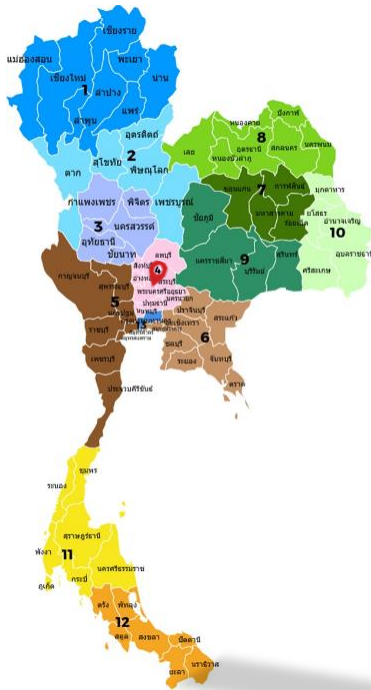 เชียงราย
แม่ฮ่องสอน
พะเยา
เชียงใหม่
น่าน
1
ลำปาง
ลำพูน
แพร่
อุตรดิตถ์
2
สุโขทัย
ตาก
พิษณุโลก
กำแพงเพชร
พิจิตร
เพชรบูรณ์
3
นครสวรรค์
อุทัยธานี
ชัยนาท
บึงกาฬ
หนองคาย
8
เลย
อุดรธานี
สกลนคร
นครพนม
หนองบัวลำภู
7
ขอนแก่น
กาฬสินธุ์
มุกดาหาร
มหาสารคาม
ร้อยเอ็ด
ยโสธร
อำนาจเจริญ
10
อุบลราชธานี
ศรีสะเกษ
ชัยภูมิ
9
นครราชสีมา
บุรีรัมย์
สุรินทร์
ลพบุรี
4
สระบุรี
พระนครศรีอยุธยา
นครนายก
ปทุมธานี
กาญจนบุรี
สุพรรณบุรี
5
นครปฐม
ราชบุรี
เพชรบุรี
ประจวบคีรีขันธ์
13
ปราจีนบุรี
สระแก้ว
ฉะเชิงเทรา
ชลบุรี
6
ระยอง
จันทบุรี
ตราด
ชุมพร
ระนอง
สุราษฎร์ธานี
พังงา
11
นครศรีธรรมราช
ภูเก็ต
กระบี่
ตรัง
พัทลุง
12
สตูล
สงขลา
ปัตตานี
ยะลา
นราธิวาส